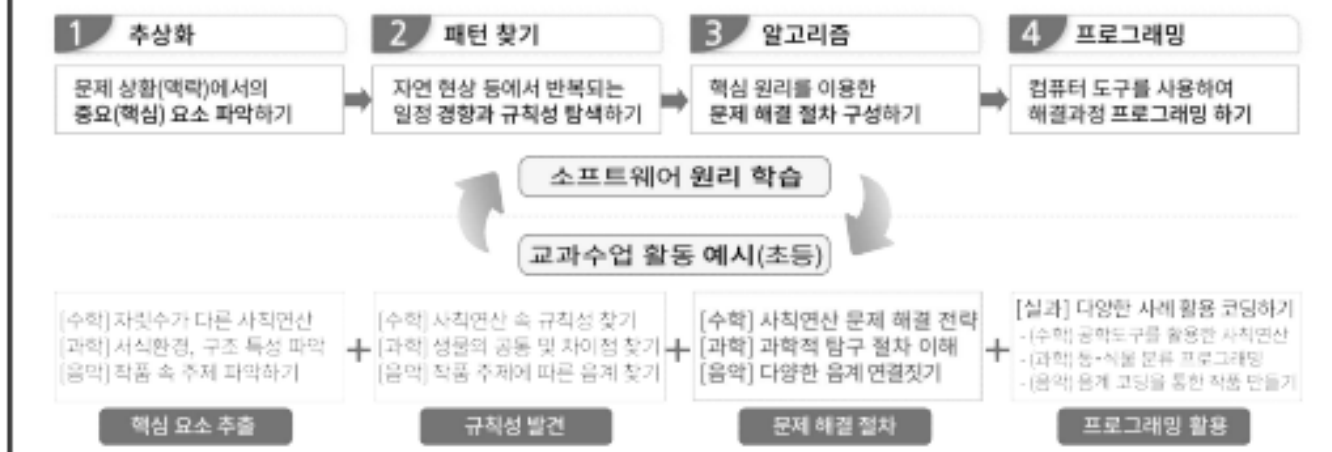 1 추상화
문제 상황(맥락)에서의
중요(핵심) 요소 파악하기
2 패턴 찾기
자연 현상 등에서 반복되는
일정 경향과 규칙성 탐색하기
3 알고리즘
핵심 원리를 이용한
문제 해결 절차 구성하기
4 프로그래밍
컴퓨터 도구를 사용하여
해결과정 프로그래밍 하기
소프트웨어 원리 학습
교과수업 활동 예시(초등)
[수학] 자릿수가 다른 사칙연산
[과학] 서식환경, 구조 특성 파악
[음악] 작품 속 주제 파악하기
핵심 요소 추출
+
[수학] 사칙연산 속 규칙성 찾기
[과학] 생물의 공통 및 차이점 찾기
[음악] 작품 주제에 따른 음계 찾기
규칙성 발견
+
[수학] 사칙연산 문제 해결 전략
[과학] 과학적 탐구 절차 이해
[음악] 다양한 음계 연결짓기
문제 해결 절차
+
[실과] 다양한 사례 활용 코딩하기
- (수학) 공학도구를 활용한 사칙연산
- (과학) 동·식물 분류 프로그래밍
- (음악) 음계 코딩을 통한 작품 만들기
프로그래밍 활용